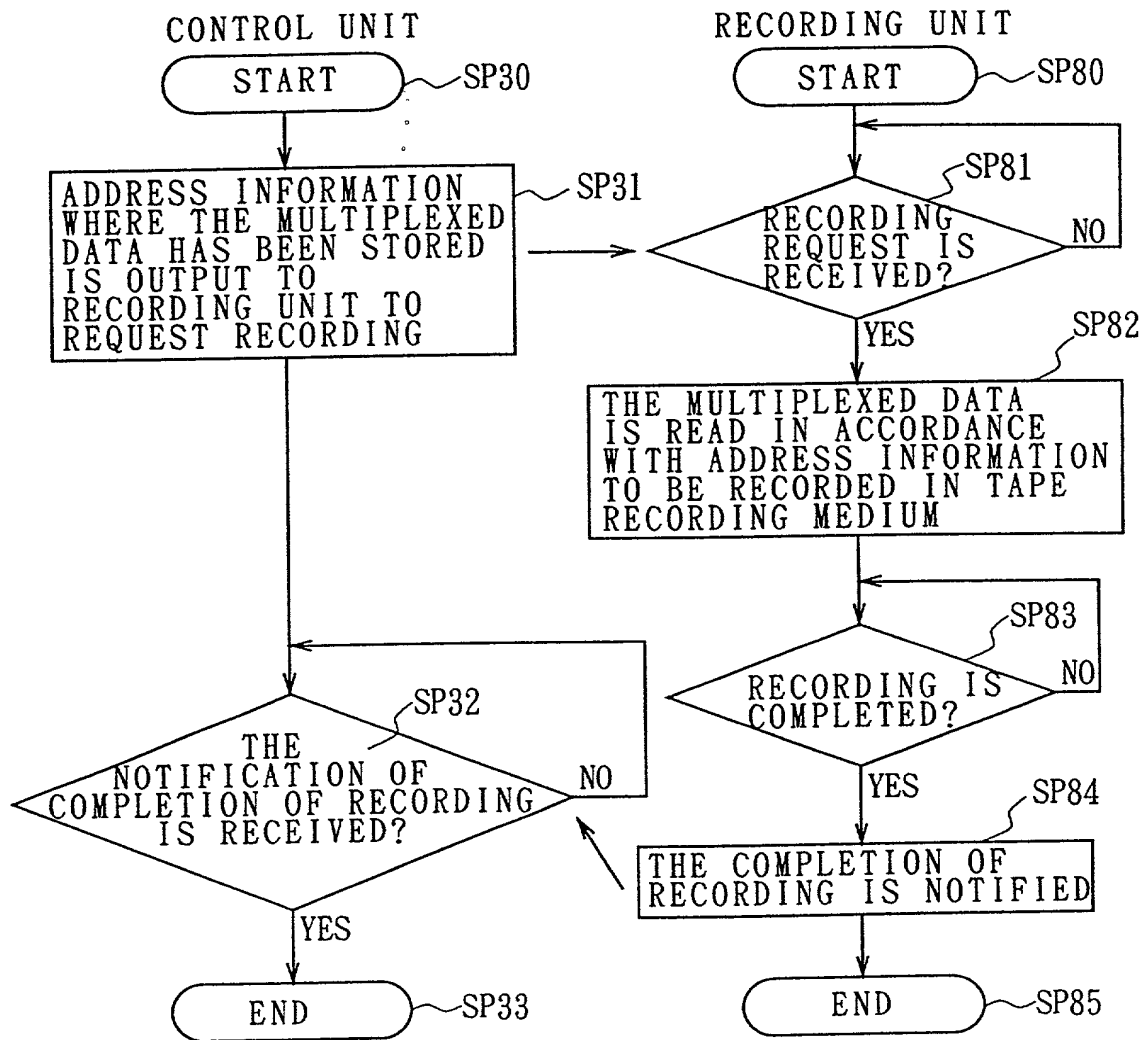 CONTROL UNIT
START
SP30
ADDRESS INFORMATION
WHERE THE MULTIPLEXED
DATA HAS BEEN STORED
IS OUTPUT TO
RECORDING UNIT TO
REQUEST RECORDING
SP31
SP32
THE
NOTIFICATION OF
COMPLETION OF RECORDING
IS RECEIVED?
NO
YES
END
SP33
RECORDING UNIT
START
SP80
SP81
RECORDING
REQUEST IS
RECEIVED?
NO
YES
SP82
THE MULTIPLEXED DATA
IS READ IN ACCORDANCE
WITH ADDRESS INFORMATION
TO BE RECORDED IN TAPE
RECORDING MEDIUM
SP83
RECORDING IS
COMPLETED?
NO
YES
SP84
THE COMPLETION OF
RECORDING IS NOTIFIED
END
SP85